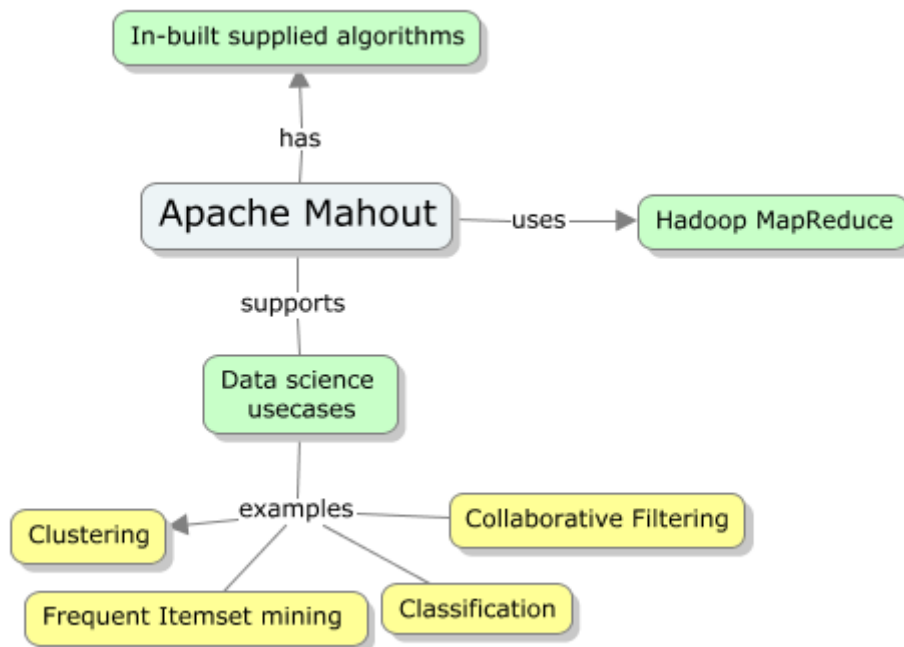 In-built supplied algorithms
has
Apache Mahout
uses
Hadoop MapReduce
supports
Data science
usecases
examples
Collaborative Filtering
Clustering
Classification
Frequent Itemset mining